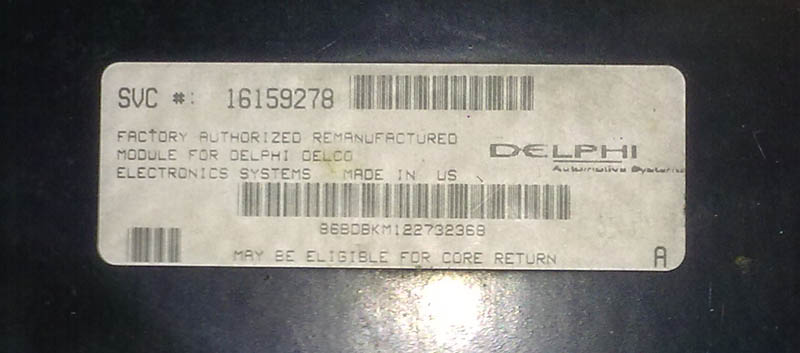 SVC #: 16159278
FACTORY AUTHORIZED REMANUFACTURED
MODULE FOR DELPHI DELCO
ELECTRONICS SYSTEMS MADE IN US
DELPHI
Automotive Systems
868DBKM122732368
MAY BE ELIGIBLE FOR CORE RETURN
A